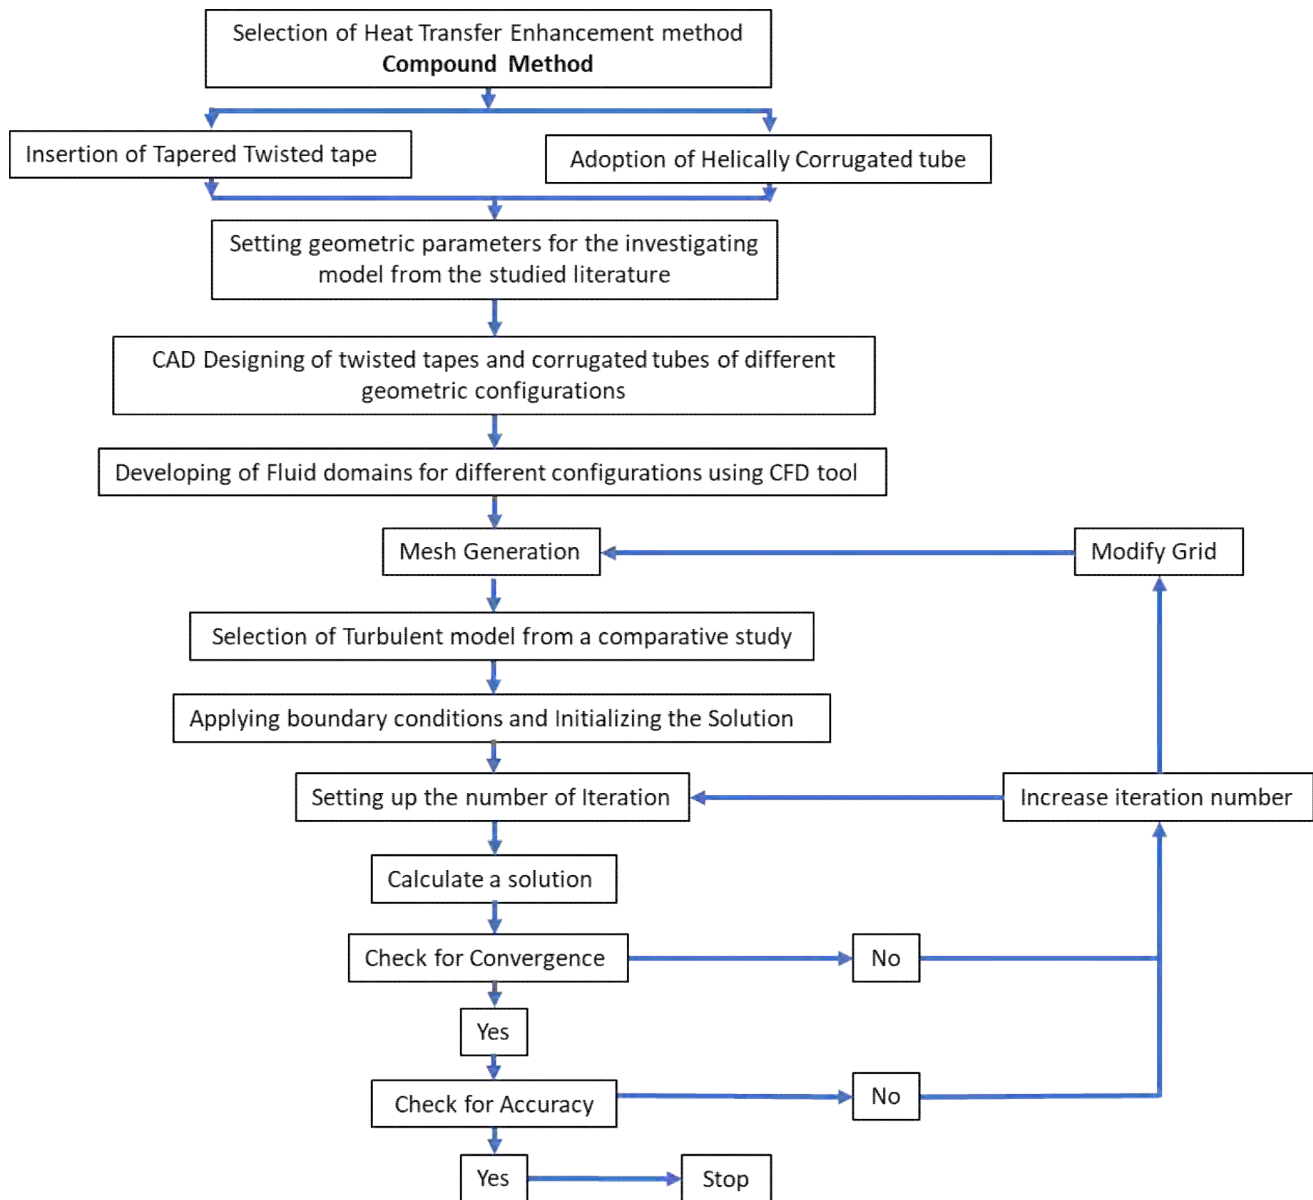 Selection of Heat Transfer Enhancement method
Compound Method
Insertion of Tapered Twisted tape
Adoption of Helically Corrugated tube
Setting geometric parameters for the investigating
model from the studied literature
CAD Designing of twisted tapes and corrugated tubes of different
geometric configurations
Developing of Fluid domains for different configurations using CFD tool
Mesh Generation
Modify Grid
Selection of Turbulent model from a comparative study
Applying boundary conditions and Initializing the Solution
Setting up the number of Iteration
Increase iteration number
Calculate a solution
Check for Convergence
No
Yes
Check for Accuracy
No
Yes
Stop